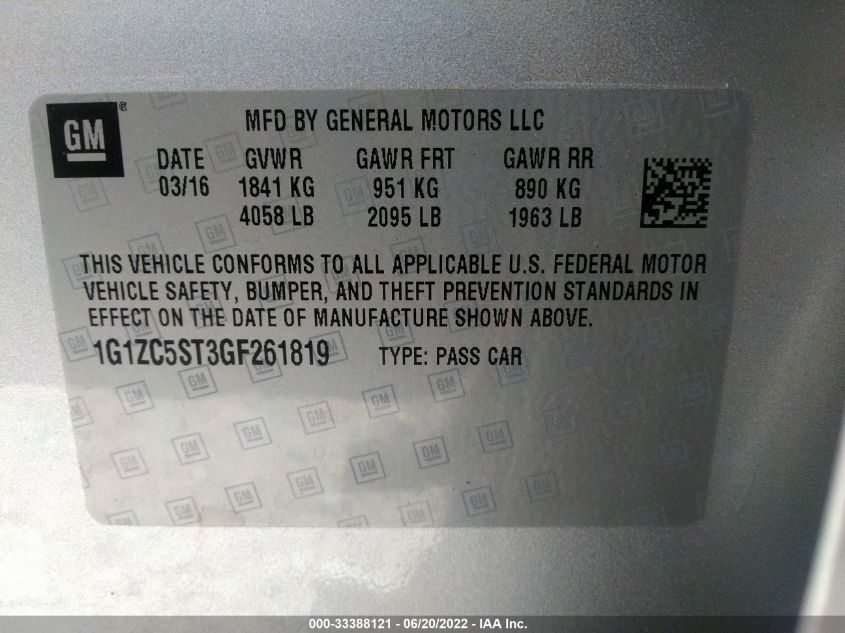 GM ®
MFD BY GENERAL MOTORS LLC
DATE GVWR GAWR FRT GAWR RR
03/16 1841 KG 951 KG 890 KG
4058 LB 2095 LB 1963 LB
THIS VEHICLE CONFORMS TO ALL APPLICABLE U.S. FEDERAL MOTOR
VEHICLE SAFETY, BUMPER, AND THEFT PREVENTION STANDARDS IN
EFFECT ON THE DATE OF MANUFACTURE SHOWN ABOVE.
1G1ZC5ST3GF261819 TYPE: PASS CAR
000-33388121 - 06/20/2022 - IAA Inc.